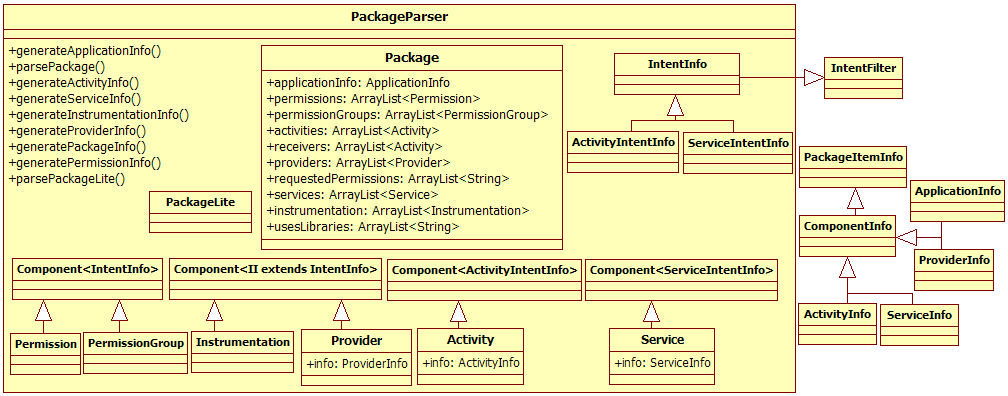 PackageParser
+generateApplicationInfo()
+parsePackage()
+generateActivityInfo()
+generateServiceInfo()
+generateInstrumentationInfo()
+generateProviderInfo()
+generatePackageInfo()
+generatePermissionInfo()
+parsePackageLite()
PackageLite
Package
+applicationInfo: ApplicationInfo
+permissions: ArrayList<Permission>
+permissionGroups: ArrayList<PermissionGroup>
+activities: ArrayList<Activity>
+receivers: ArrayList<Activity>
+providers: ArrayList<Provider>
+requestedPermissions: ArrayList<String>
+services: ArrayList<Service>
+instrumentation: ArrayList<Instrumentation>
+usesLibraries: ArrayList<String>
IntentInfo
IntentFilter
ActivityIntentInfo
ServiceIntentInfo
PackageItemInfo
ApplicationInfo
ComponentInfo
ProviderInfo
ActivityInfo
ServiceInfo
Component<IntentInfo>
Component<II extends IntentInfo>
Component<ActivityIntentInfo>
Component<ServiceIntentInfo>
Permission
PermissionGroup
Instrumentation
Provider
+info: ProviderInfo
Activity
+info: ActivityInfo
Service
+info: ServiceInfo